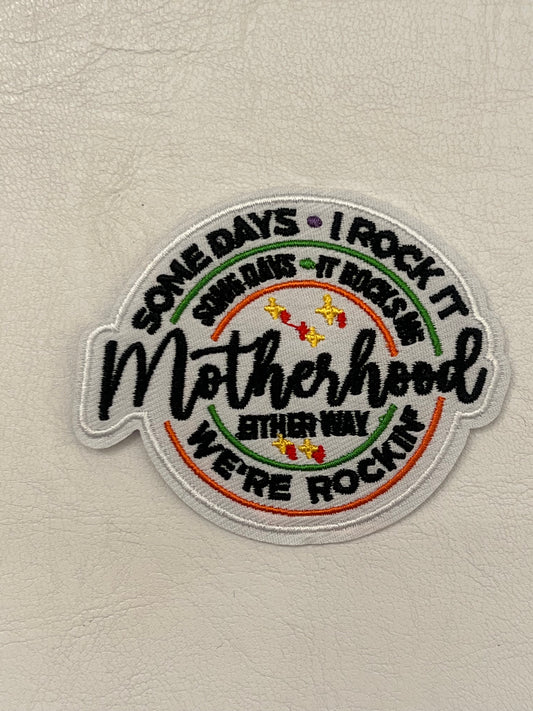 SOME DAYS • I ROCK IT
SOME DAYS • IT ROCKS ME
Motherhood
EITHER WAY
WE'RE ROCKIN'